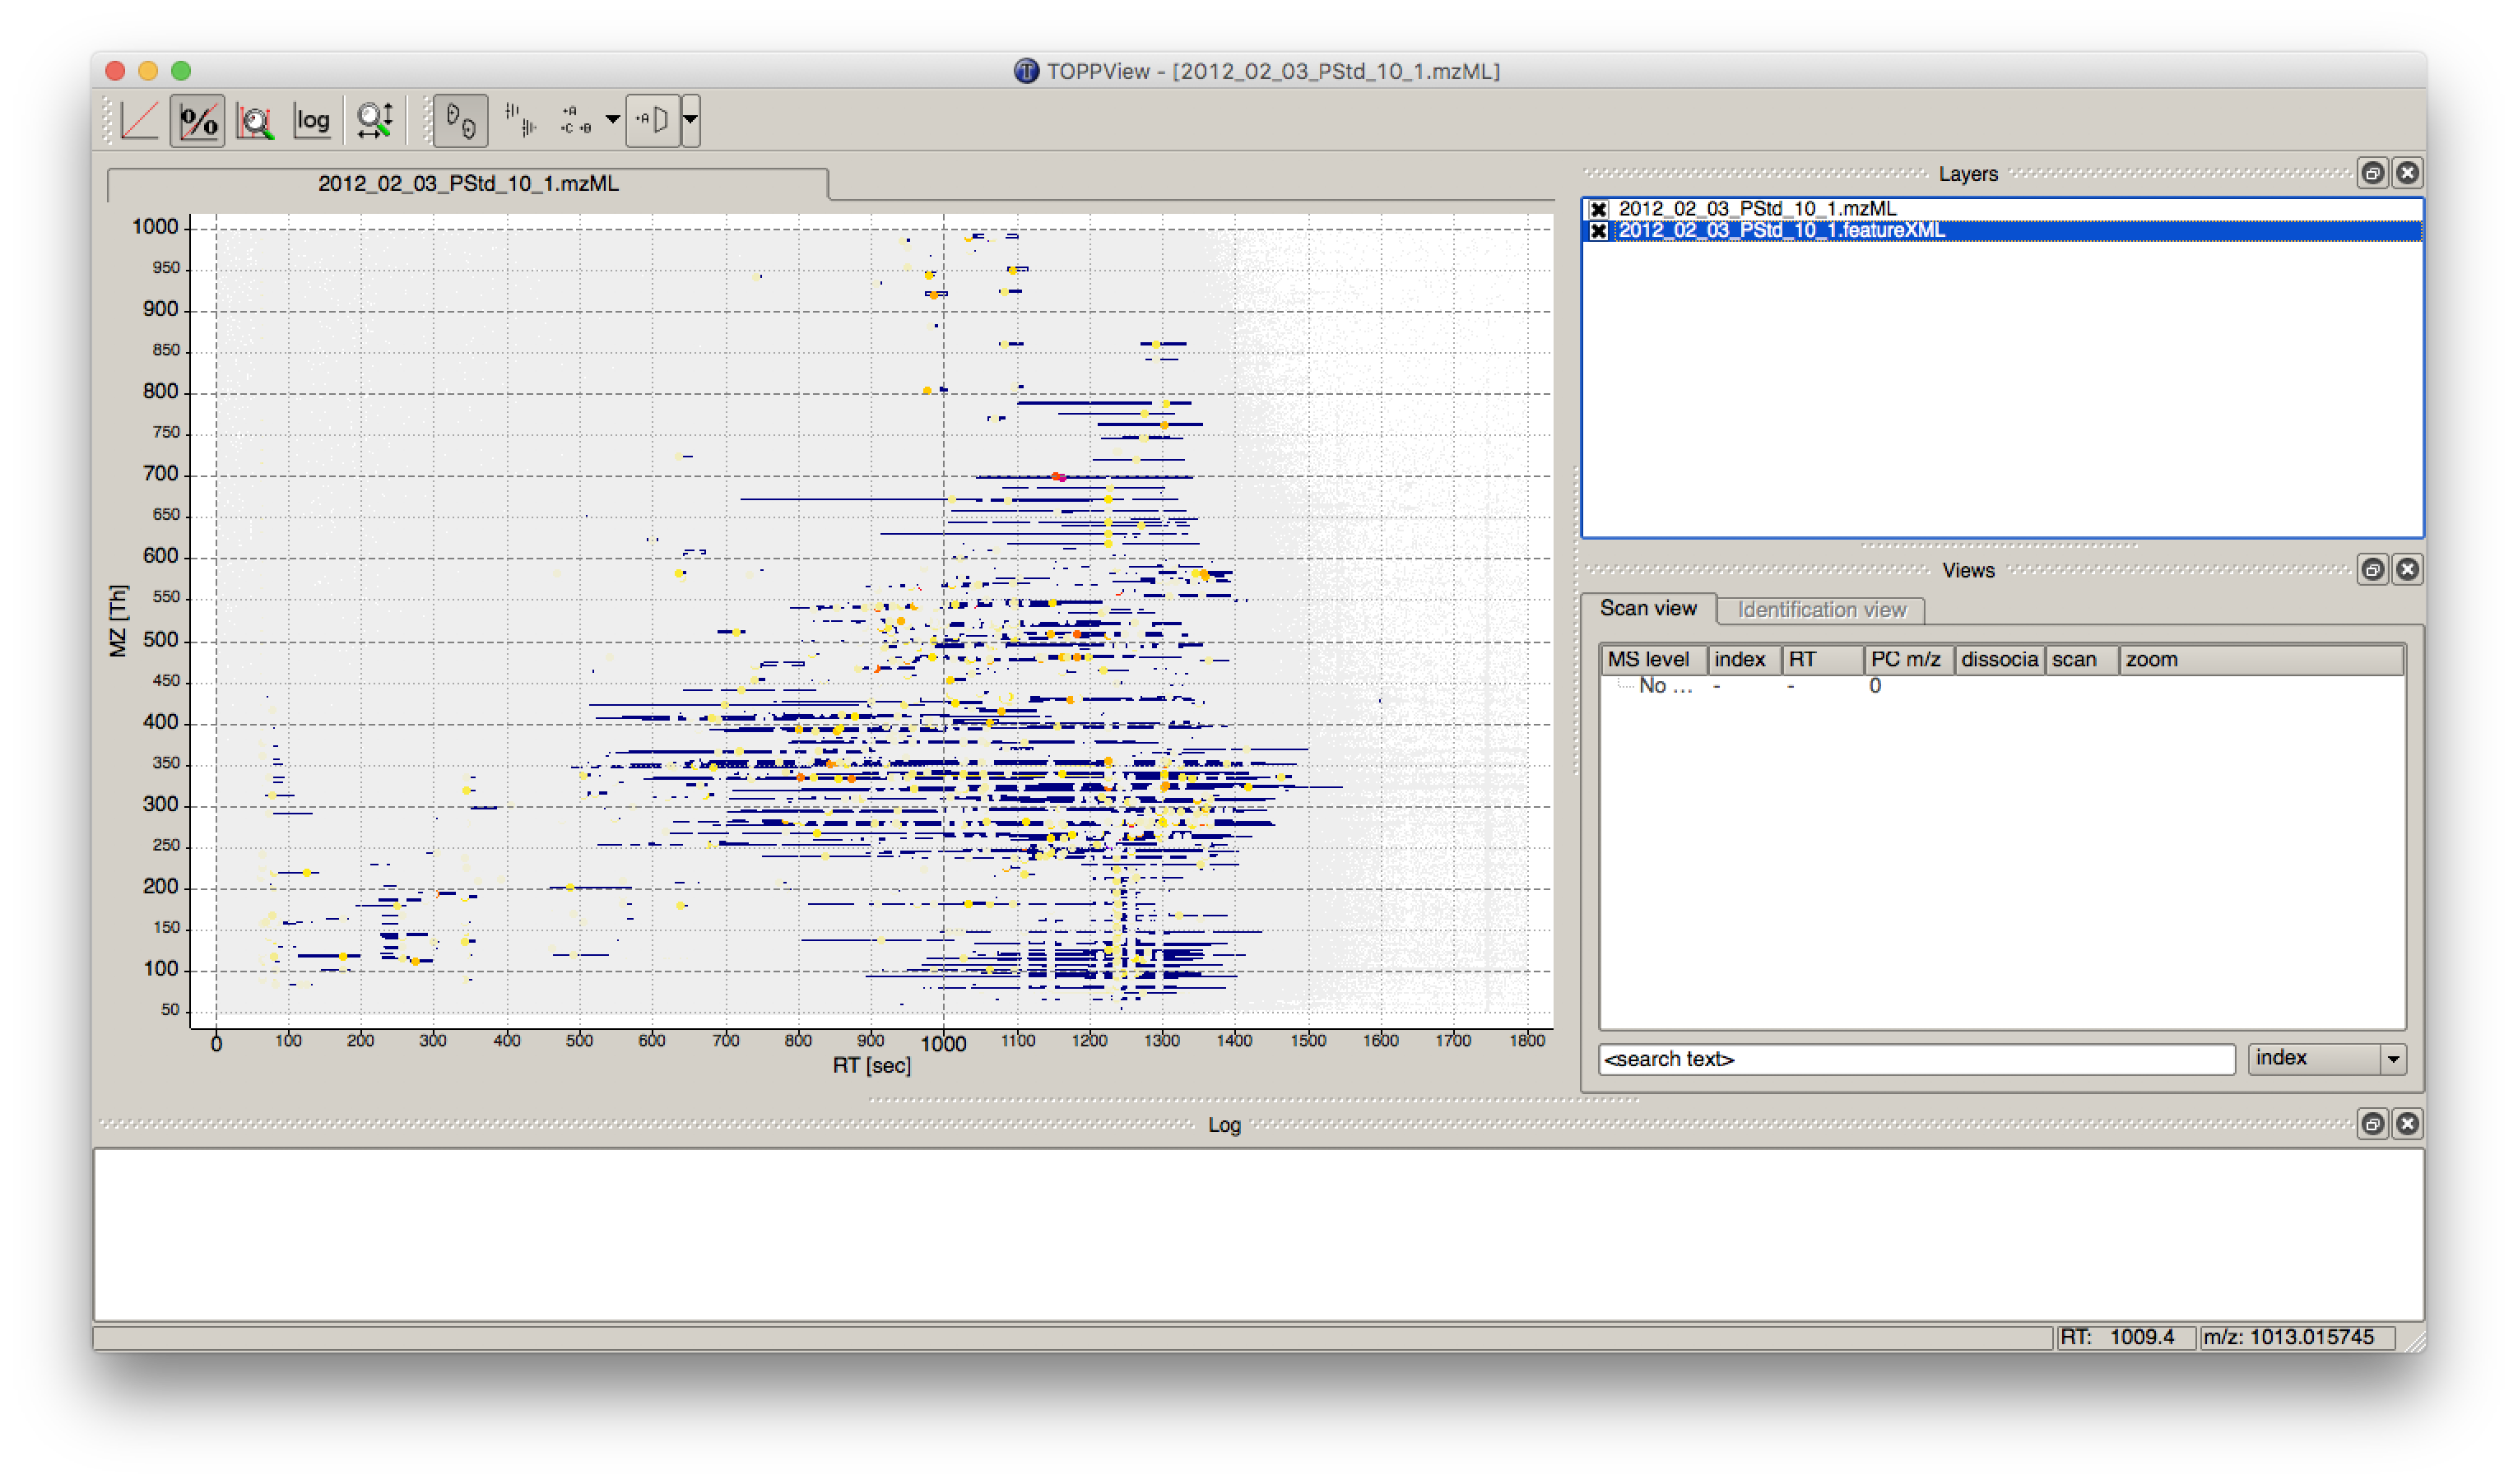 TOPPView - [2012_02_03_PStd_10_1.mzML]
% log +A +C +B +A
2012_02_03_PStd_10_1.mzML
1000
950
900
850
800
750
700
650
600
550
500
450
400
350
300
250
200
150
100
50
MZ [Th]
0 100 200 300 400 500 600 700 800 900 1000 1100 1200 1300 1400 1500 1600 1700 1800
RT [sec]
Layers
2012_02_03_PStd_10_1.mzML
2012_02_03_PStd_10_1.featureXML
Views
Scan view Identification view
MS level index RT PC m/z dissocia scan zoom
No ... - - 0
<search text> index
Log
RT: 1009.4 m/z: 1013.015745